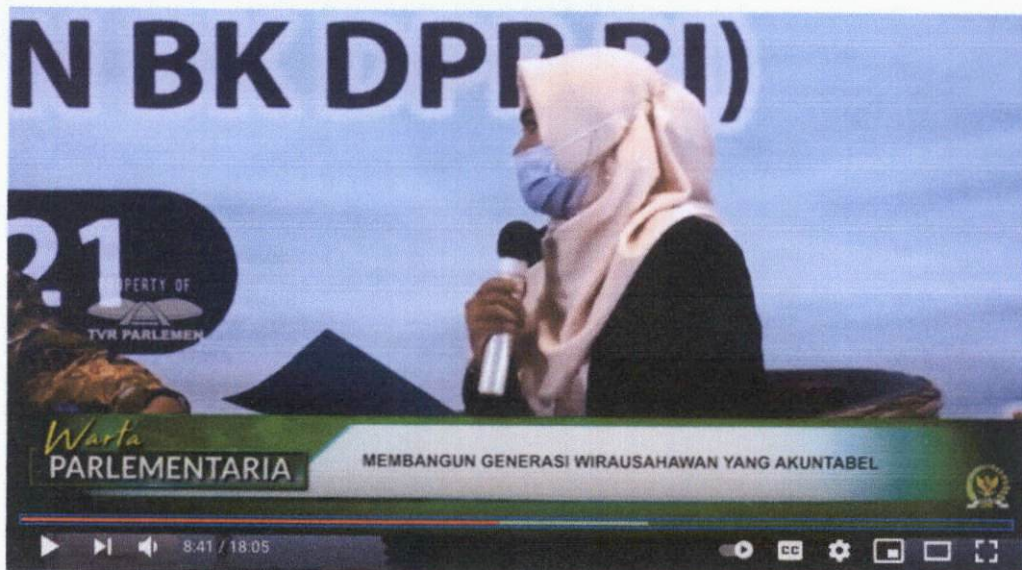 N BK DPR RI)
21
PROPERTY OF
TVR PARLEMEN
Warta
PARLEMENTARIA
MEMBANGUN GENERASI WIRAUSAHAWAN YANG AKUNTABEL
8:41 / 18:05
CC